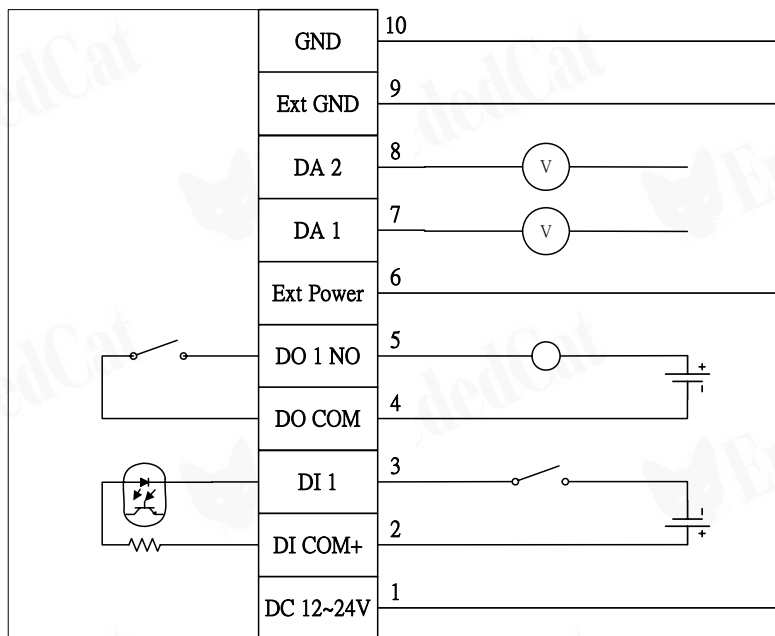 GND 10
Ext GND 9
DA 2 8 V
DA 1 7 V
Ext Power 6
DO 1 NO 5
+
-
DO COM 4
DI 1 3
-
+
DI COM+ 2
DC 12~24V 1